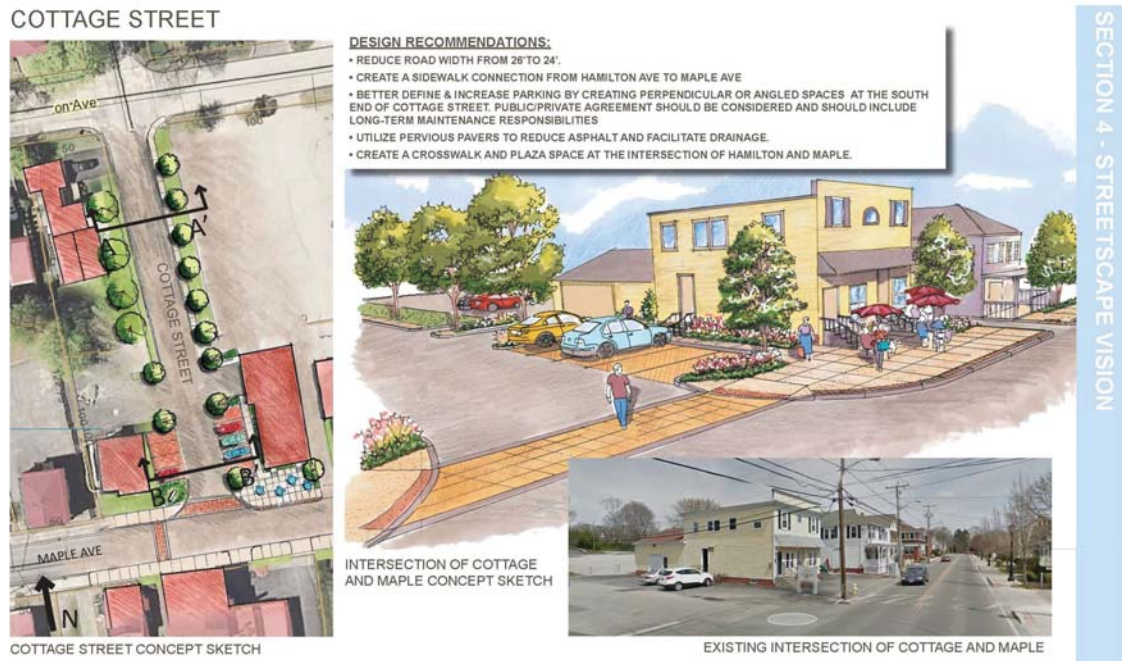 COTTAGE STREET
DESIGN RECOMMENDATIONS:
• REDUCE ROAD WIDTH FROM 26'TO 24'.
• CREATE A SIDEWALK CONNECTION FROM HAMILTON AVE TO MAPLE AVE
• BETTER DEFINE & INCREASE PARKING BY CREATING PERPENDICULAR OR ANGLED SPACES AT THE SOUTH
END OF COTTAGE STREET. PUBLIC/PRIVATE AGREEMENT SHOULD BE CONSIDERED AND SHOULD INCLUDE
LONG-TERM MAINTENANCE RESPONSIBILITIES
• UTILIZE PERVIOUS PAVERS TO REDUCE ASPHALT AND FACILITATE DRAINAGE.
• CREATE A CROSSWALK AND PLAZA SPACE AT THE INTERSECTION OF HAMILTON AND MAPLE.
on Ave
100
50
A
A'
COTTAGE STREET
100
B
B'
50
MAPLE AVE
N
COTTAGE STREET CONCEPT SKETCH
INTERSECTION OF COTTAGE
AND MAPLE CONCEPT SKETCH
EXISTING INTERSECTION OF COTTAGE AND MAPLE
SECTION 4 - STREETSCAPE VISION